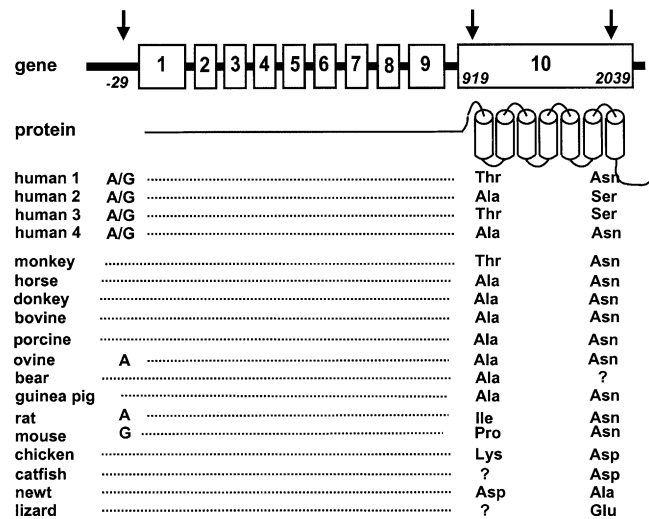 gene 1 2 3 4 5 6 7 8 9 10
-29 919 2039
protein
human 1 A/G Thr Asn
human 2 A/G Ala Ser
human 3 A/G Thr Ser
human 4 A/G Ala Asn
monkey Thr Asn
horse Ala Asn
donkey Ala Asn
bovine Ala Asn
porcine Ala Asn
ovine A Ala Asn
bear Ala ?
guinea pig Ala Asn
rat A Ile Asn
mouse G Pro Asn
chicken Lys Asp
catfish ? Asp
newt Asp Ala
lizard ? Glu